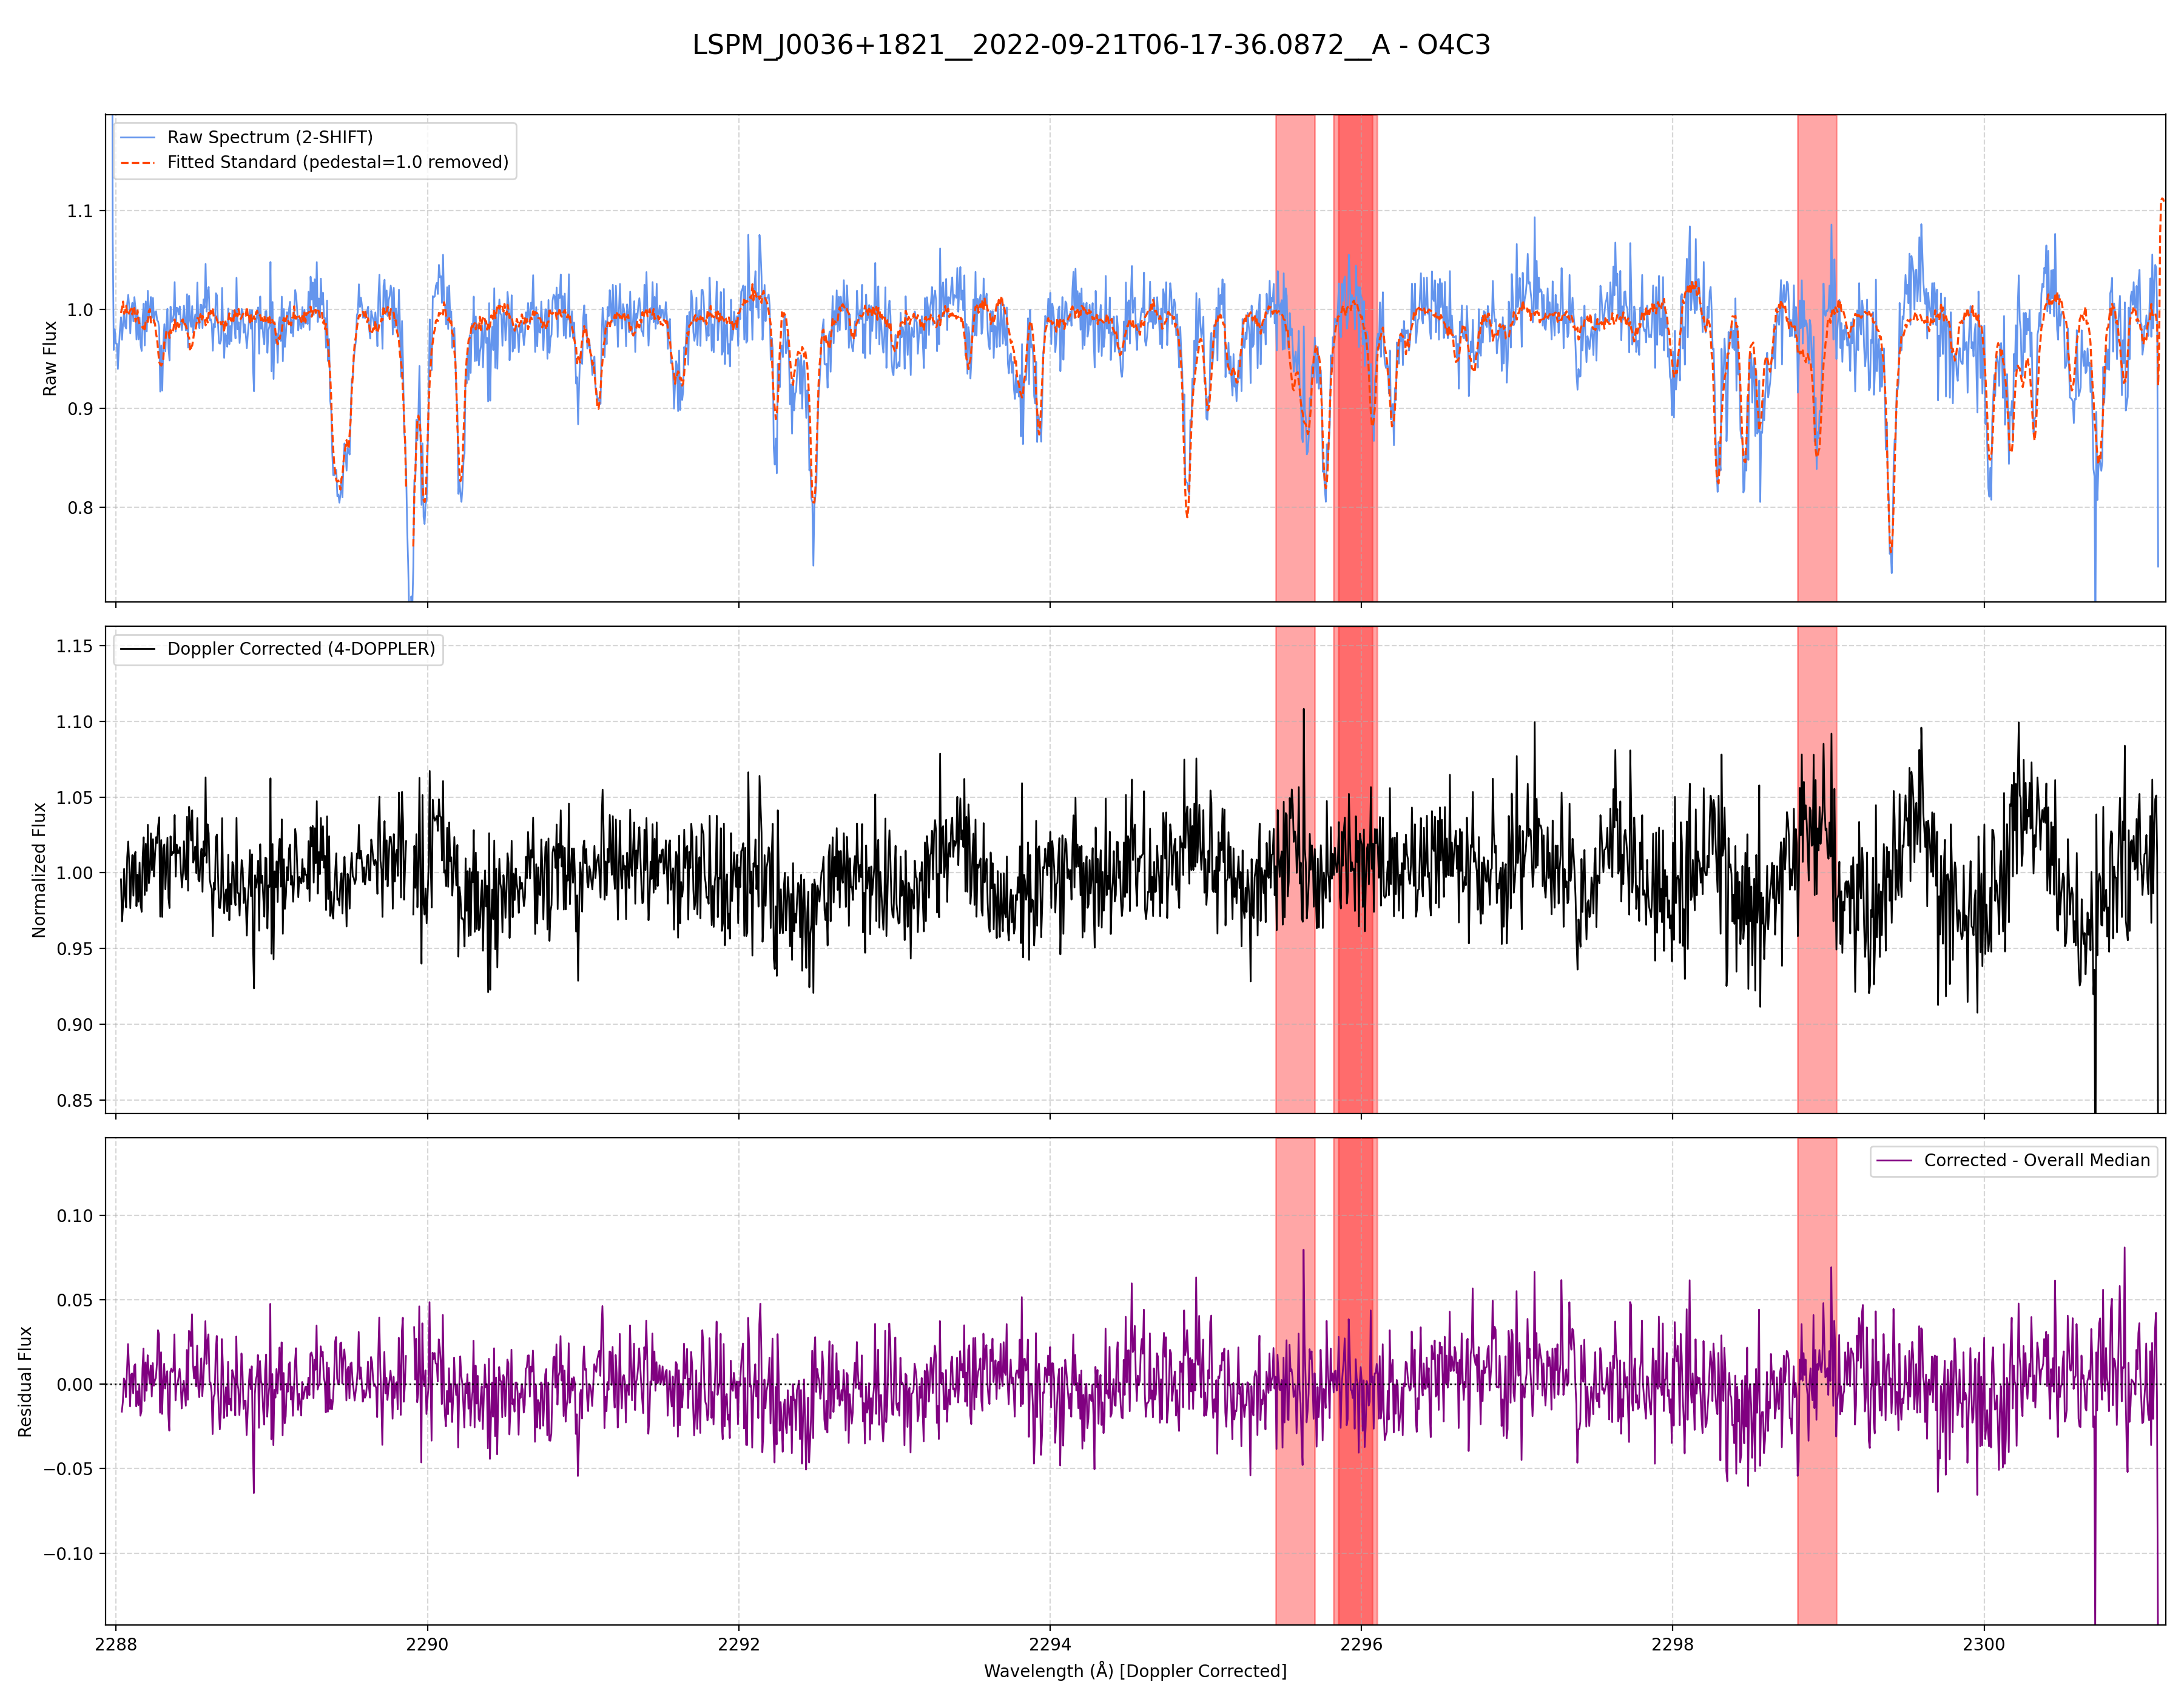 LSPM_J0036+1821__2022-09-21T06-17-36.0872__A - O4C3
Raw Spectrum (2-SHIFT)
Fitted Standard (pedestal=1.0 removed)
1.1
1.0
0.9
0.8
Raw Flux
Doppler Corrected (4-DOPPLER)
1.15
1.10
1.05
1.00
0.95
0.90
0.85
Normalized Flux
Corrected - Overall Median
0.10
0.05
0.00
−0.05
−0.10
Residual Flux
2288 2290 2292 2294 2296 2298 2300
Wavelength (Å) [Doppler Corrected]